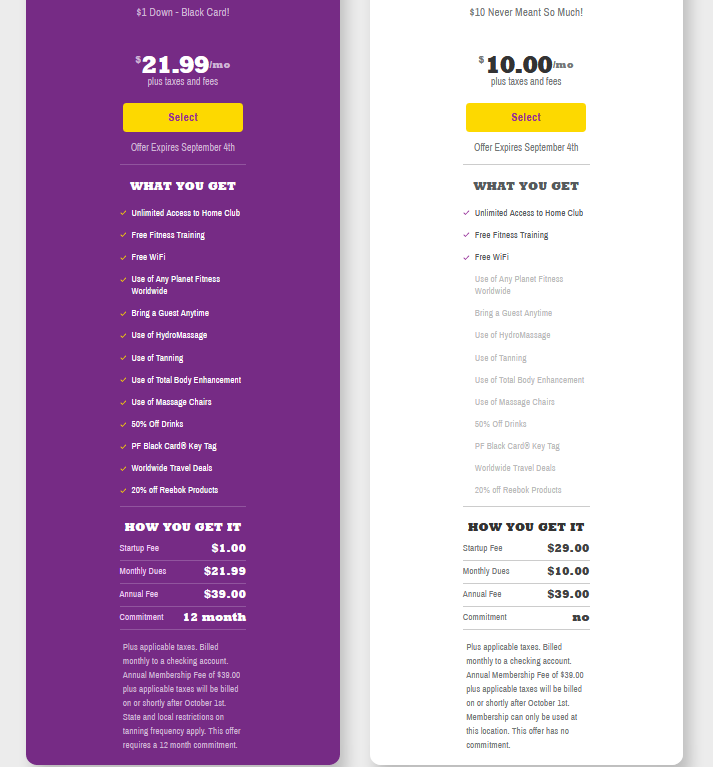 $1 Down - Black Card!
$21.99/mo
plus taxes and fees
Select
Offer Expires September 4th
WHAT YOU GET
Unlimited Access to Home Club
Free Fitness Training
Free WiFi
Use of Any Planet Fitness
Worldwide
Bring a Guest Anytime
Use of HydroMassage
Use of Tanning
Use of Total Body Enhancement
Use of Massage Chairs
50% Off Drinks
PF Black Card® Key Tag
Worldwide Travel Deals
20% off Reebok Products
HOW YOU GET IT
Startup Fee $1.00
Monthly Dues $21.99
Annual Fee $39.00
Commitment 12 month
Plus applicable taxes. Billed
monthly to a checking account.
Annual Membership Fee of $39.00
plus applicable taxes will be billed
on or shortly after October 1st.
State and local restrictions on
tanning frequency apply. This offer
requires a 12 month commitment.
$10 Never Meant So Much!
$10.00/mo
plus taxes and fees
Select
Offer Expires September 4th
WHAT YOU GET
Unlimited Access to Home Club
Free Fitness Training
Free WiFi
Use of Any Planet Fitness
Worldwide
Bring a Guest Anytime
Use of HydroMassage
Use of Tanning
Use of Total Body Enhancement
Use of Massage Chairs
50% Off Drinks
PF Black Card® Key Tag
Worldwide Travel Deals
20% off Reebok Products
HOW YOU GET IT
Startup Fee $29.00
Monthly Dues $10.00
Annual Fee $39.00
Commitment no
Plus applicable taxes. Billed
monthly to a checking account.
Annual Membership Fee of $39.00
plus applicable taxes will be billed
on or shortly after October 1st.
Membership can only be used at
this location. This offer has no
commitment.